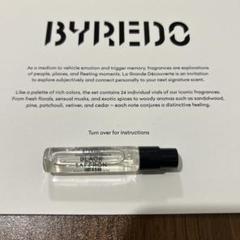 BYREDO
As a medium to vehicle emotion and trigger memory, fragrances are explorations
of people, places, and fleeting moments. La Grande Découverte is an invitation
to explore subjectively and connect personally to your next signature scent.
Like a palette of rich colors, the set contains 24 individual vials of our iconic fragrances.
From fresh florals, sensual musks, and exotic spices to woody aromas such as sandalwood,
pine, patchouli, vetiver, and cedar — each note conjures a distinctive feeling.
Turn over for instructions
BLACK
SAFFRON